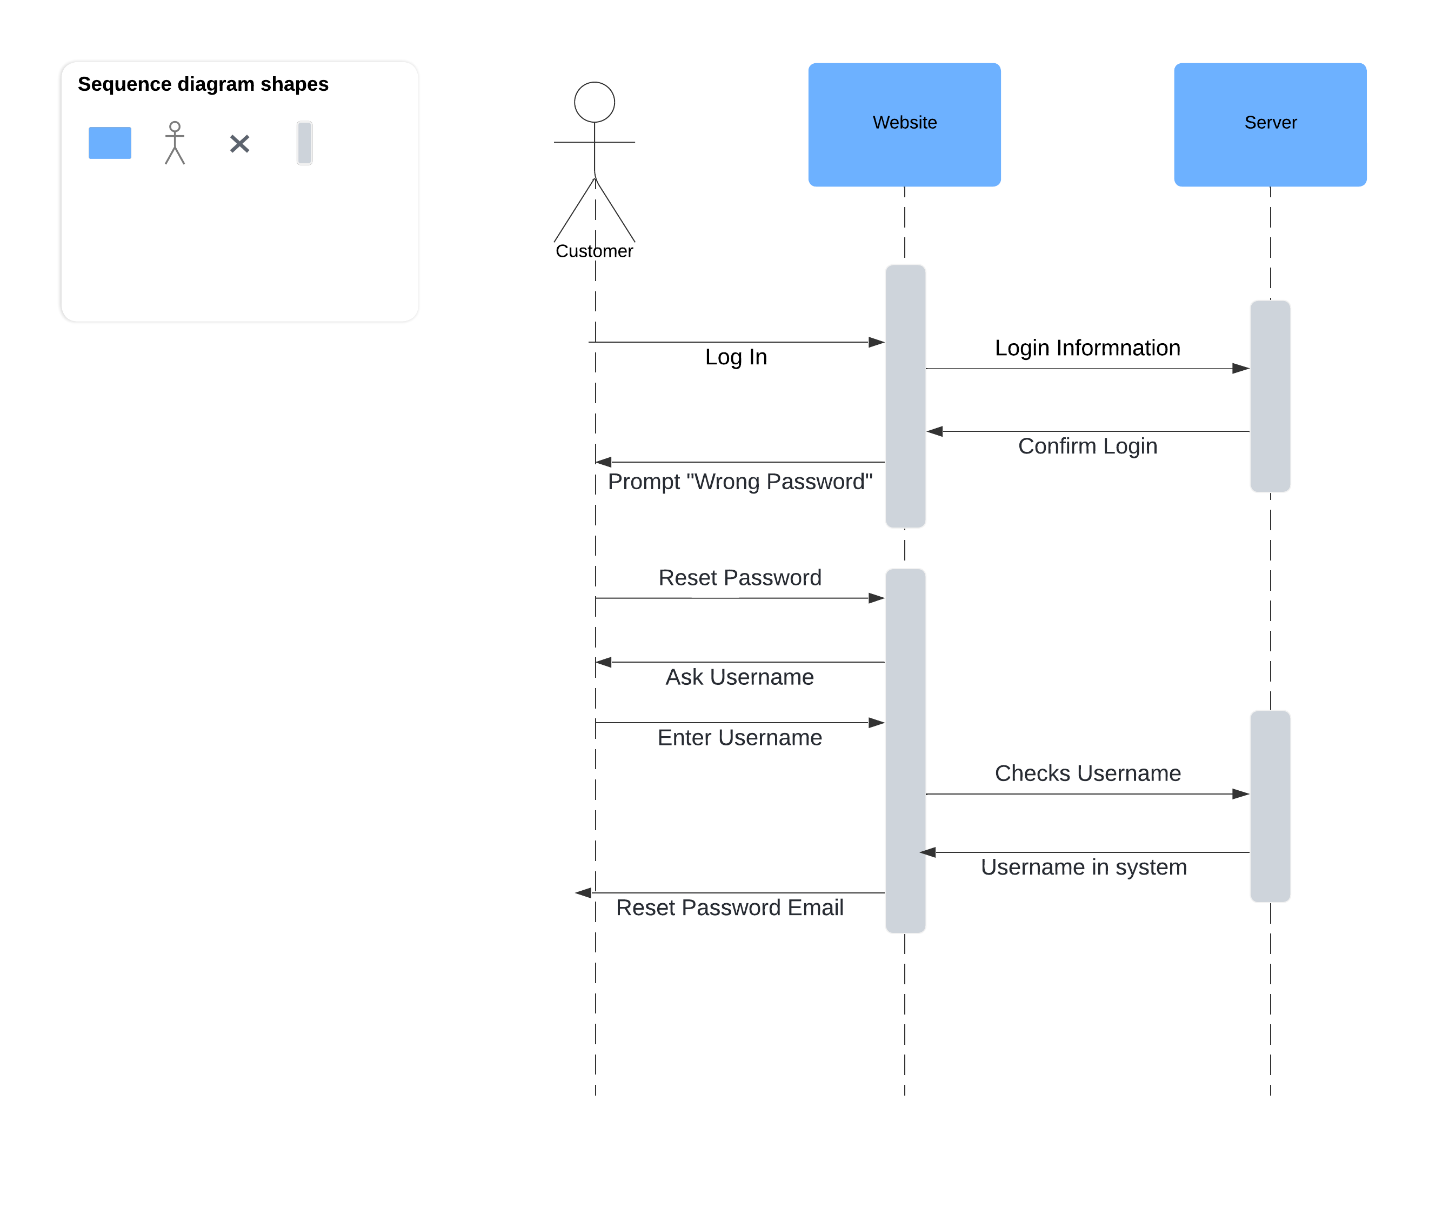 Sequence diagram shapes
Customer
Website
Server
Log In
Login Informnation
Confirm Login
Prompt "Wrong Password"
Reset Password
Ask Username
Enter Username
Checks Username
Username in system
Reset Password Email